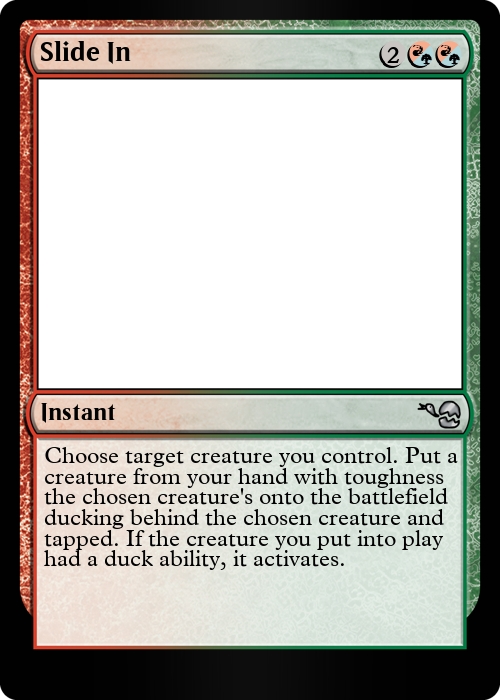 Slide In
2
Instant
Choose target creature you control. Put a
creature from your hand with toughness
the chosen creature's onto the battlefield
ducking behind the chosen creature and
tapped. If the creature you put into play
had a duck ability, it activates.